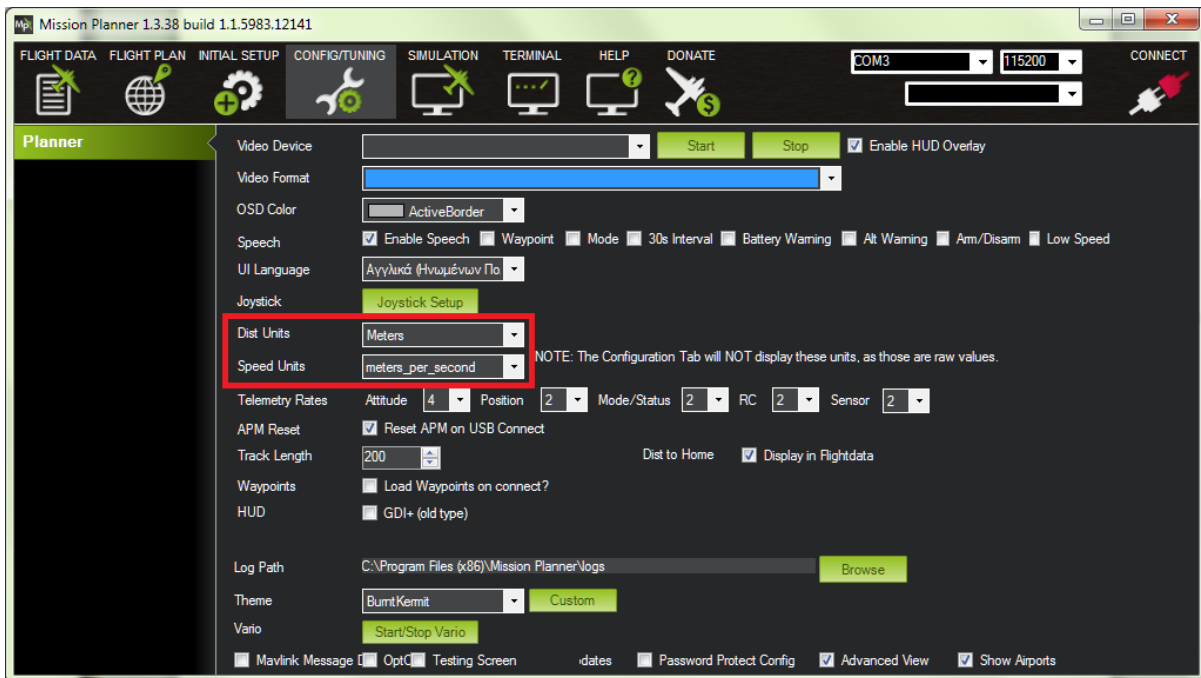 Mission Planner 1.3.38 build 1.1.5983.12141
FLIGHT DATA FLIGHT PLAN INITIAL SETUP CONFIG/TUNING SIMULATION TERMINAL HELP DONATE COM3 115200 CONNECT
Planner
Video Device Start Stop Enable HUD Overlay
Video Format
OSD Color ActiveBorder
Speech Enable Speech Waypoint Mode 30s Interval Battery Warning Alt Warning Arm/Disarm Low Speed
UI Language Αγγλικά (Ηνωμένων Πο
Joystick Joystick Setup
Dist Units Meters
Speed Units meters_per_second NOTE: The Configuration Tab will NOT display these units, as those are raw values.
Telemetry Rates Attitude 4 Position 2 Mode/Status 2 RC 2 Sensor 2
APM Reset Reset APM on USB Connect
Track Length 200 Dist to Home Display in Flightdata
Waypoints Load Waypoints on connect?
HUD GDI+ (old type)
Log Path C:\Program Files (x86)\Mission Planner\logs Browse
Theme BurntKermit Custom
Vario Start/Stop Vario
Mavlink Message D OptO Testing Screen dates Password Protect Config Advanced View Show Airports